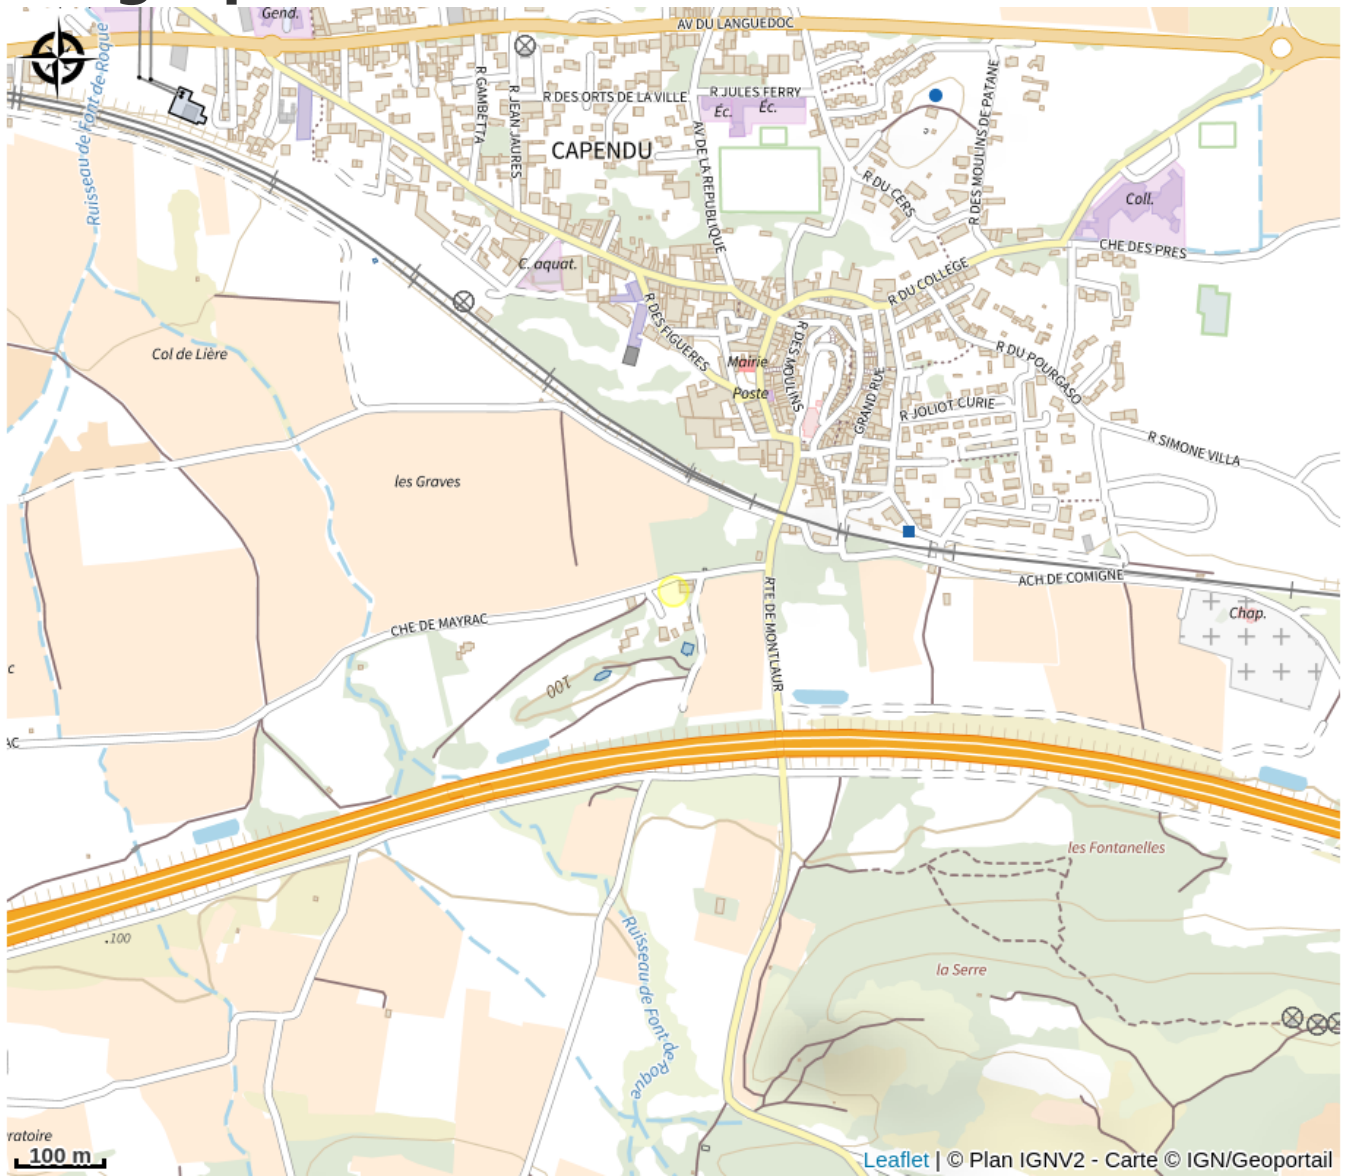 Gend.
AV DU LANGUEDOC
Ruisseau de Font de Roque
R GAMBETTA
R JEAN JAURES
R DES ORTS DE LA VILLE
R JULES FERRY
Éc.
Éc.
AV DE LA REPUBLIQUE
CAPENDU
R DU CERS
R DES MOULINS DE PATANE
Coll.
CHE DES PRES
C. aquat.
R DU COLLEGE
R DES FIGUERES
Col de Lière
Mairie
R DES MOULINS
R DU POURGASO
Poste
GRAND RUE
R JOLIOT CURIE
R SIMONE VILLA
les Graves
ACH DE COMIGNE
Chap.
CHE DE MAYRAC
RTE DE MONTLAUR
c
100
AC
les Fontanelles
100
la Serre
Ruisseau de Font de
Roque
ratoire
100 m
Leaflet | © Plan IGNV2 - Carte © IGN/Geoportail